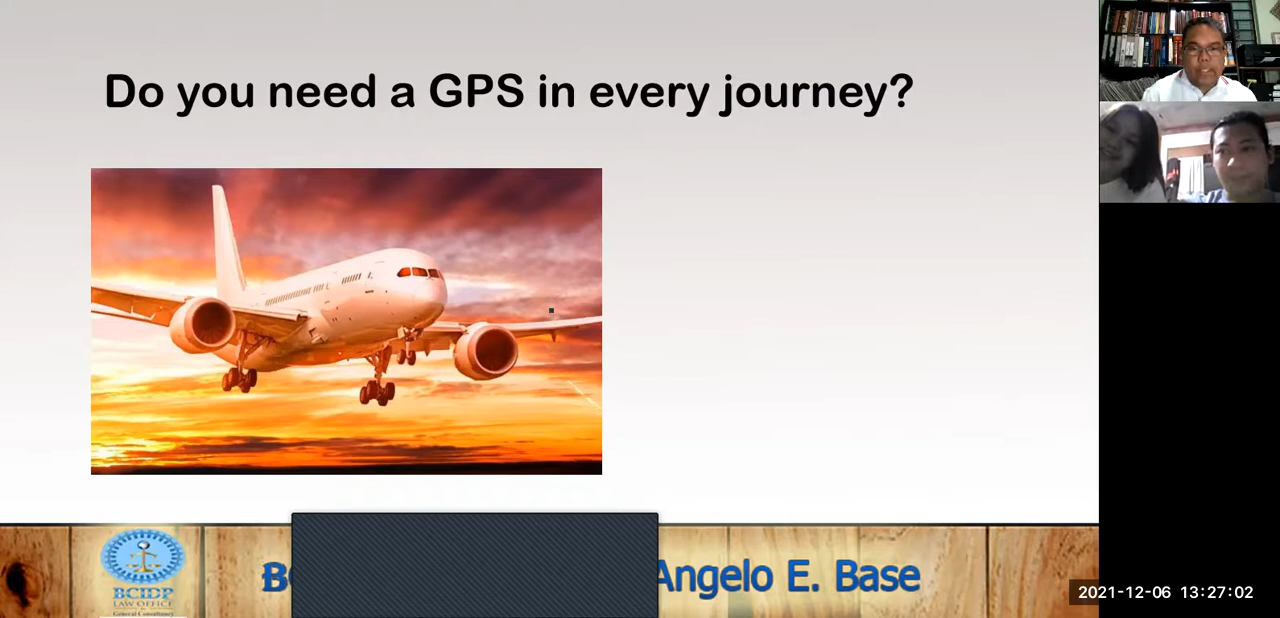 Do you need a GPS in every journey?
BCIDP
LAW OFFICE
General Consultancy
Angelo E. Base
2021-12-06 13:27:02